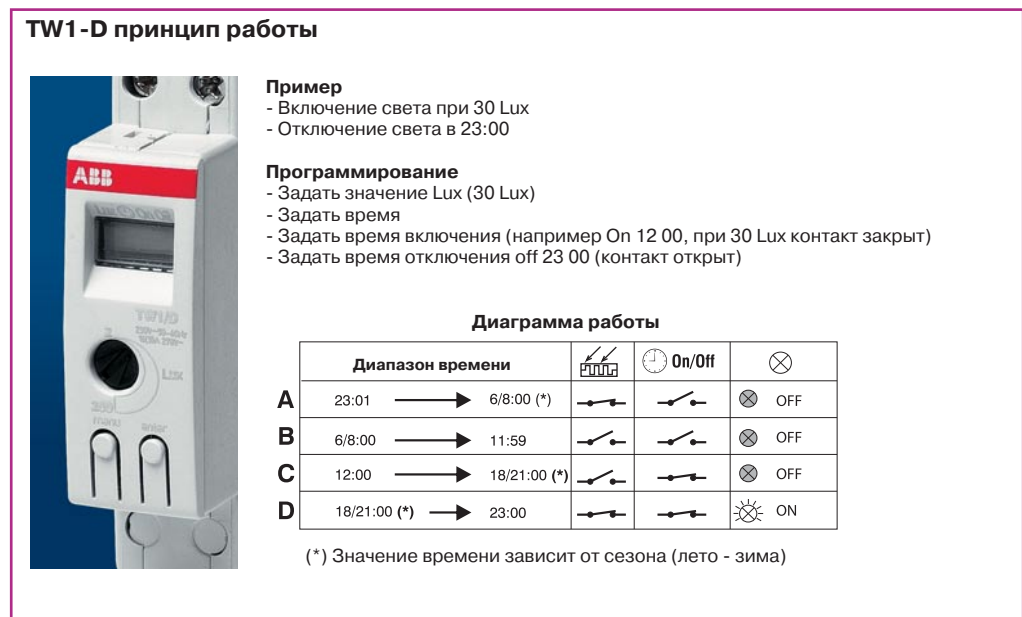 TW1-D принцип работы
Пример
- Включение света при 30 Lux
- Отключение света в 23:00
Программирование
- Задать значение Lux (30 Lux)
- Задать время
- Задать время включения (например On 12 00, при 30 Lux контакт закрыт)
- Задать время отключения off 23 00 (контакт открыт)
ABB
TW1/D
2
Lux
200
menu enter
Диаграмма работы
Диапазон времени On/Off
A 23:01 6/8:00 (*) OFF
B 6/8:00 11:59 OFF
C 12:00 18/21:00 (*) OFF
D 18/21:00 (*) 23:00 ON
(*) Значение времени зависит от сезона (лето - зима)